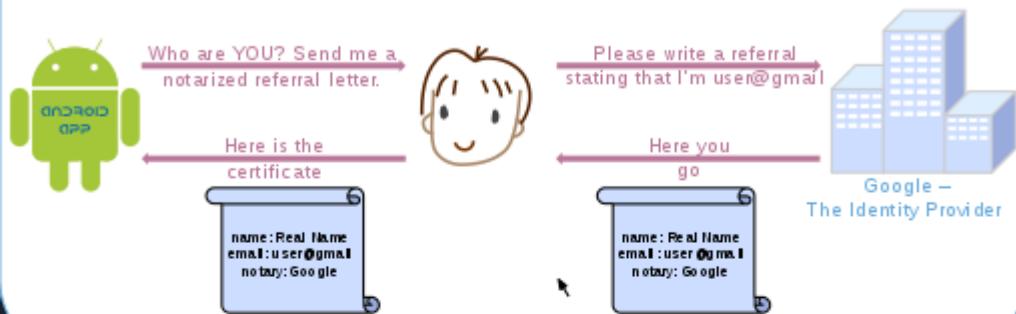 Who are YOU? Send me a
notarized referral letter.
Please write a referral
stating that I'm user@gmail
ANDROID
APP
Here is the
certificate
Here you
go
Google –
The Identity Provider
name: Real Name
email: user@gmail
notary: Google
name: Real Name
email: user@gmail
notary: Google